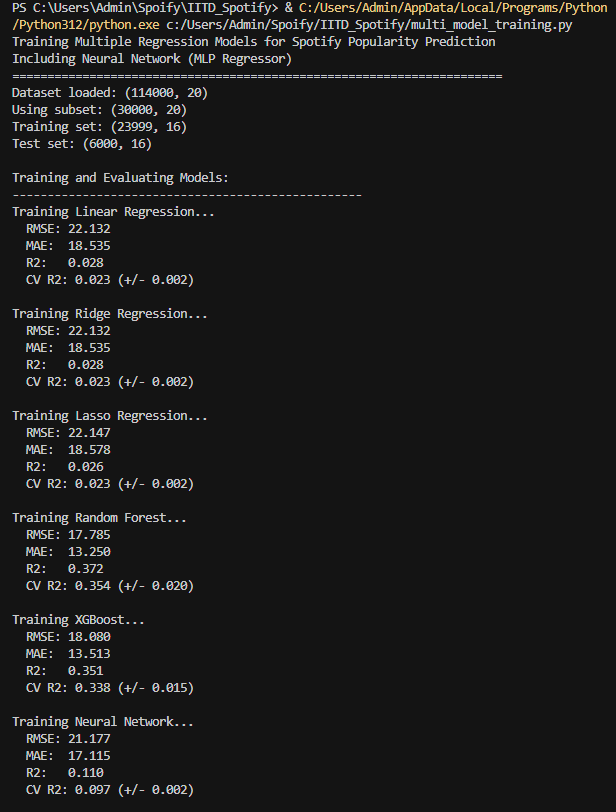 PS C:\Users\Admin\Spoify\IITD_Spotify> & C:/Users/Admin/AppData/Local/Programs/Python
/Python312/python.exe c:/Users/Admin/Spoify/IITD_Spotify/multi_model_training.py
Training Multiple Regression Models for Spotify Popularity Prediction
Including Neural Network (MLP Regressor)
======================================================================
Dataset loaded: (114000, 20)
Using subset: (30000, 20)
Training set: (23999, 16)
Test set: (6000, 16)
Training and Evaluating Models:
--------------------------------------------------
Training Linear Regression...
RMSE: 22.132
MAE:  18.535
R2:   0.028
CV R2: 0.023 (+/- 0.002)
Training Ridge Regression...
RMSE: 22.132
MAE:  18.535
R2:   0.028
CV R2: 0.023 (+/- 0.002)
Training Lasso Regression...
RMSE: 22.147
MAE:  18.578
R2:   0.026
CV R2: 0.023 (+/- 0.002)
Training Random Forest...
RMSE: 17.785
MAE:  13.250
R2:   0.372
CV R2: 0.354 (+/- 0.020)
Training XGBoost...
RMSE: 18.080
MAE:  13.513
R2:   0.351
CV R2: 0.338 (+/- 0.015)
Training Neural Network...
RMSE: 21.177
MAE:  17.115
R2:   0.110
CV R2: 0.097 (+/- 0.002)